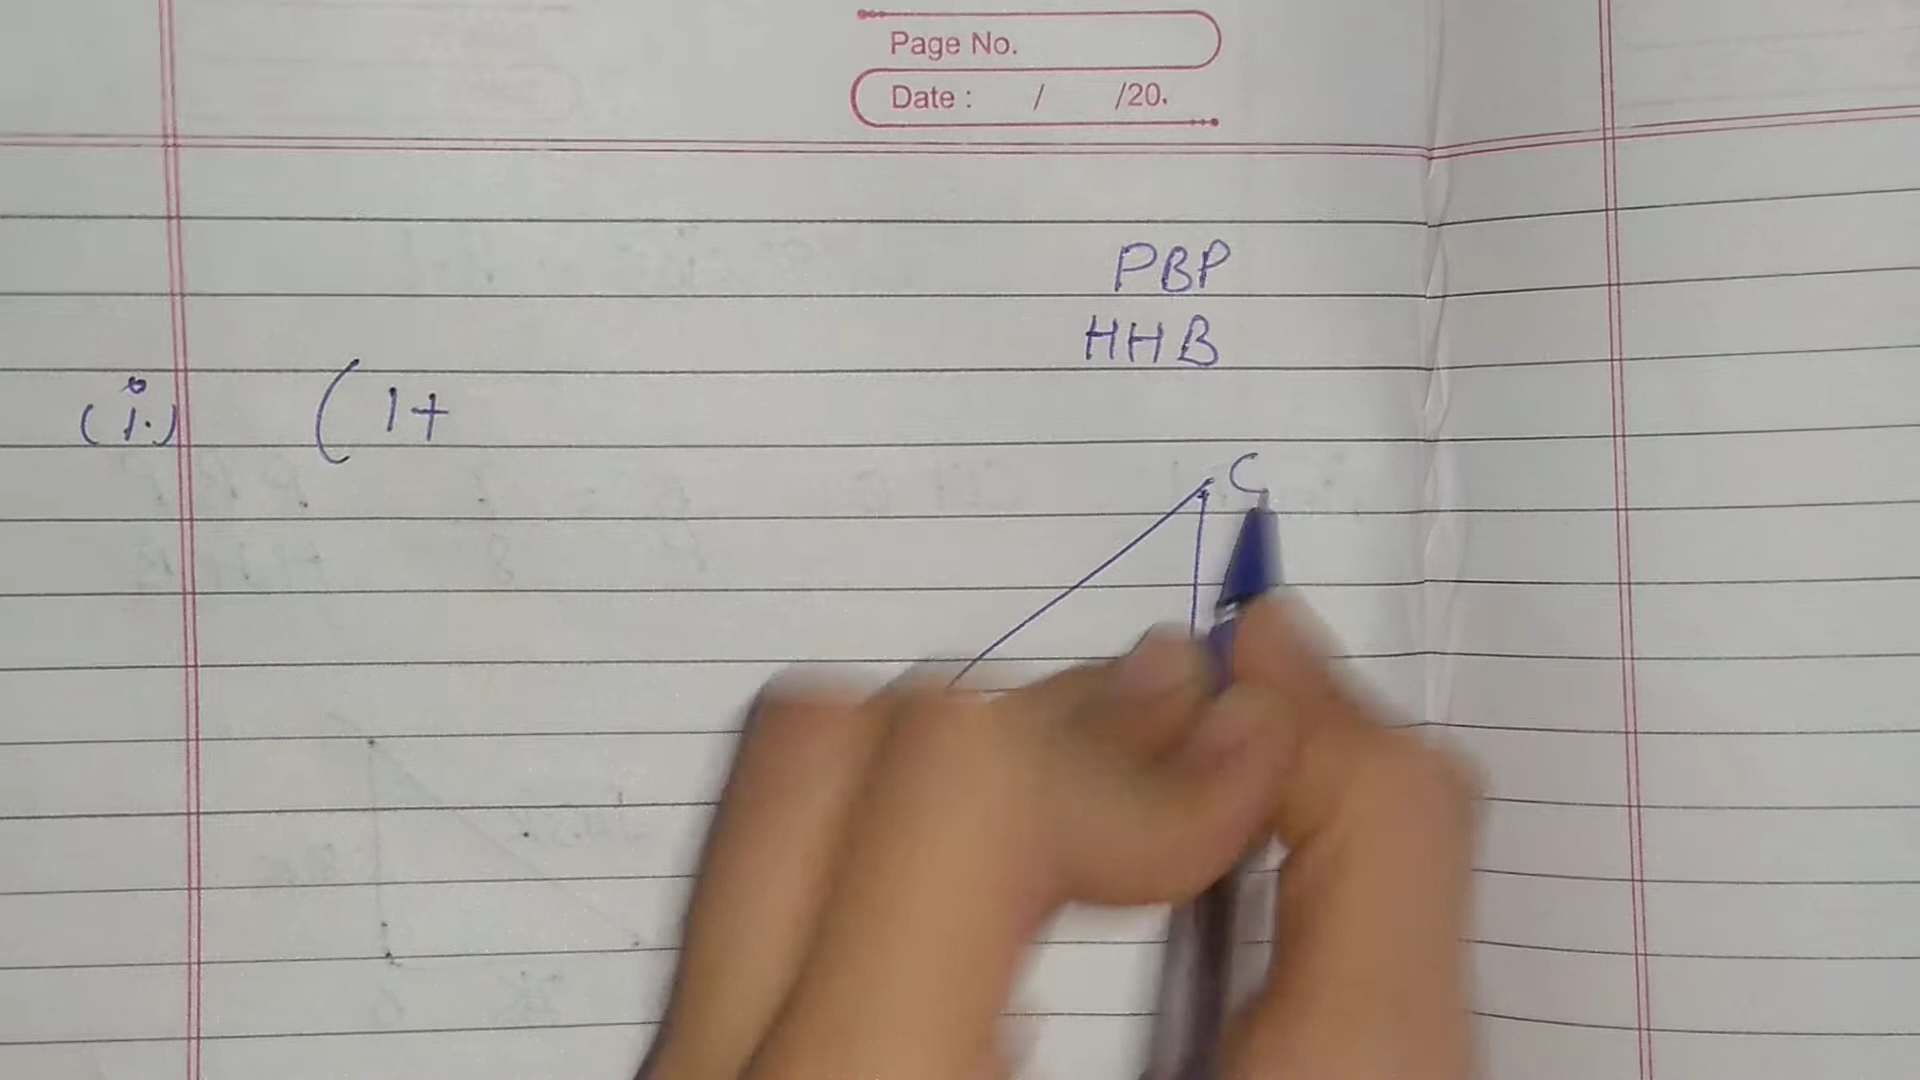 Page No.
Date : / /20.
PBP
HHB
(i.) (1+
C